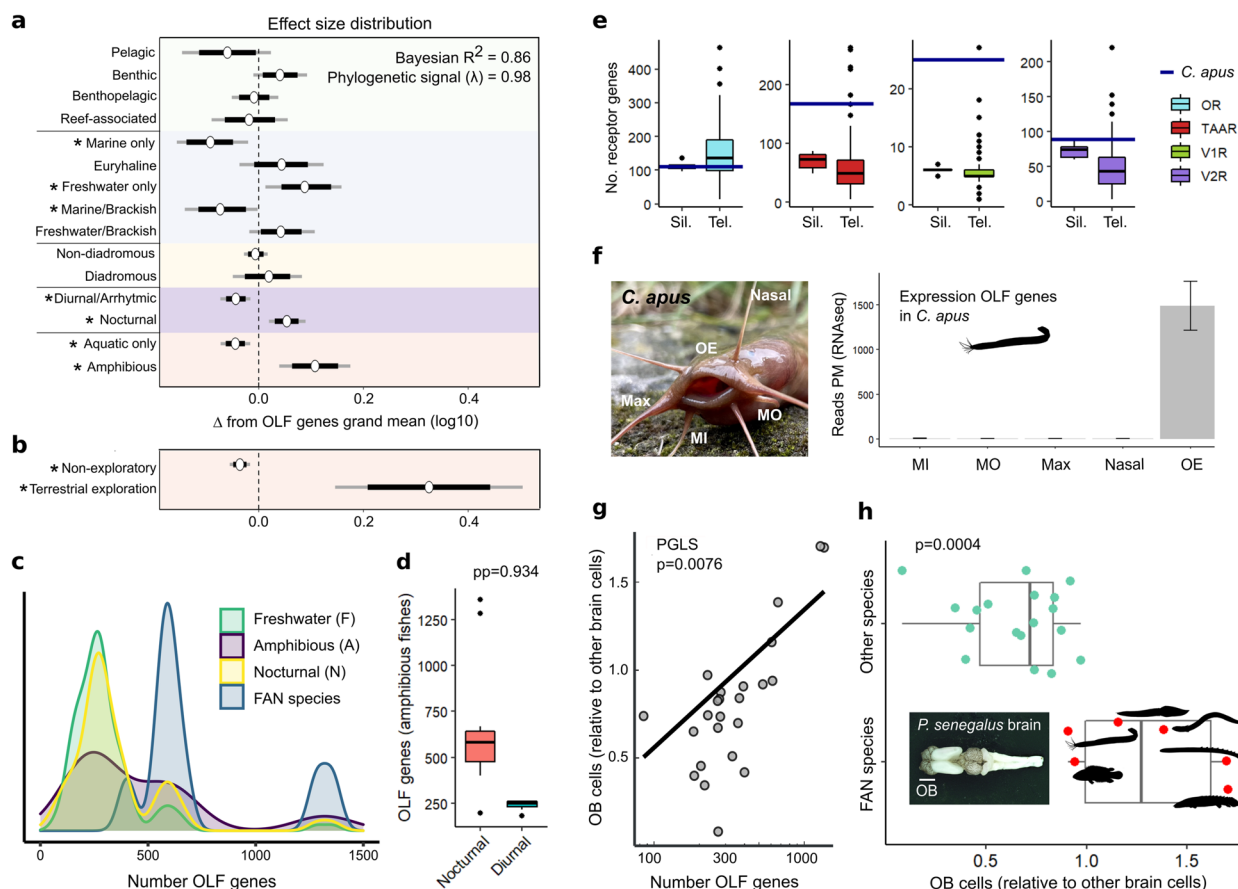 a
Effect size distribution
Bayesian R2 = 0.86
Phylogenetic signal (λ) = 0.98
Pelagic
Benthic
Benthopelagic
Reef-associated
* Marine only
Euryhaline
* Freshwater only
* Marine/Brackish
Freshwater/Brackish
Non-diadromous
Diadromous
*Diurnal/Arrhytmic
* Nocturnal
* Aquatic only
* Amphibious
0.0 0.2 0.4
Δ from OLF genes grand mean (log10)
b
* Non-exploratory
*Terrestrial exploration
0.0 0.2 0.4
c
Freshwater (F)
Amphibious (A)
Nocturnal (N)
FAN species
0 500 1000 1500
Number OLF genes
d
pp=0.934
OLF genes (amphibious fishes)
1250
1000
750
500
250
Nocturnal Diurnal
e
No. receptor genes
400
300
200
100
0
Sil. Tel.
200
100
0
Sil. Tel.
20
10
0
Sil. Tel.
200
150
100
50
0
Sil. Tel.
C. apus
OR
TAAR
V1R
V2R
f
C. apus
Nasal
OE
Max
MO
MI
Expression OLF genes
in C. apus
Reads PM (RNAseq)
1500
1000
500
0
MI MO Max Nasal OE
g
PGLS
p=0.0076
OB cells (relative to other brain cells)
1.5
1.0
0.5
100 300 1000
Number OLF genes
h
p=0.0004
Other species
FAN species
P. senegalus brain
OB
0.5 1.0 1.5
OB cells (relative to other brain cells)